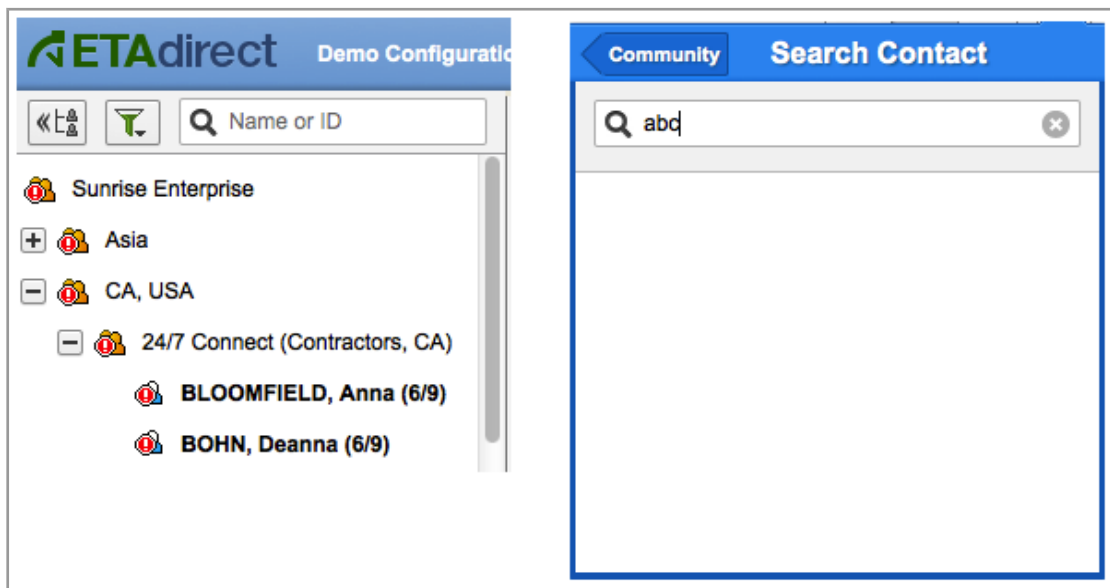 ETAdirect Demo Configuratio
Name or ID
Sunrise Enterprise
Asia
CA, USA
24/7 Connect (Contractors, CA)
BLOOMFIELD, Anna (6/9)
BOHN, Deanna (6/9)
Community Search Contact
abc